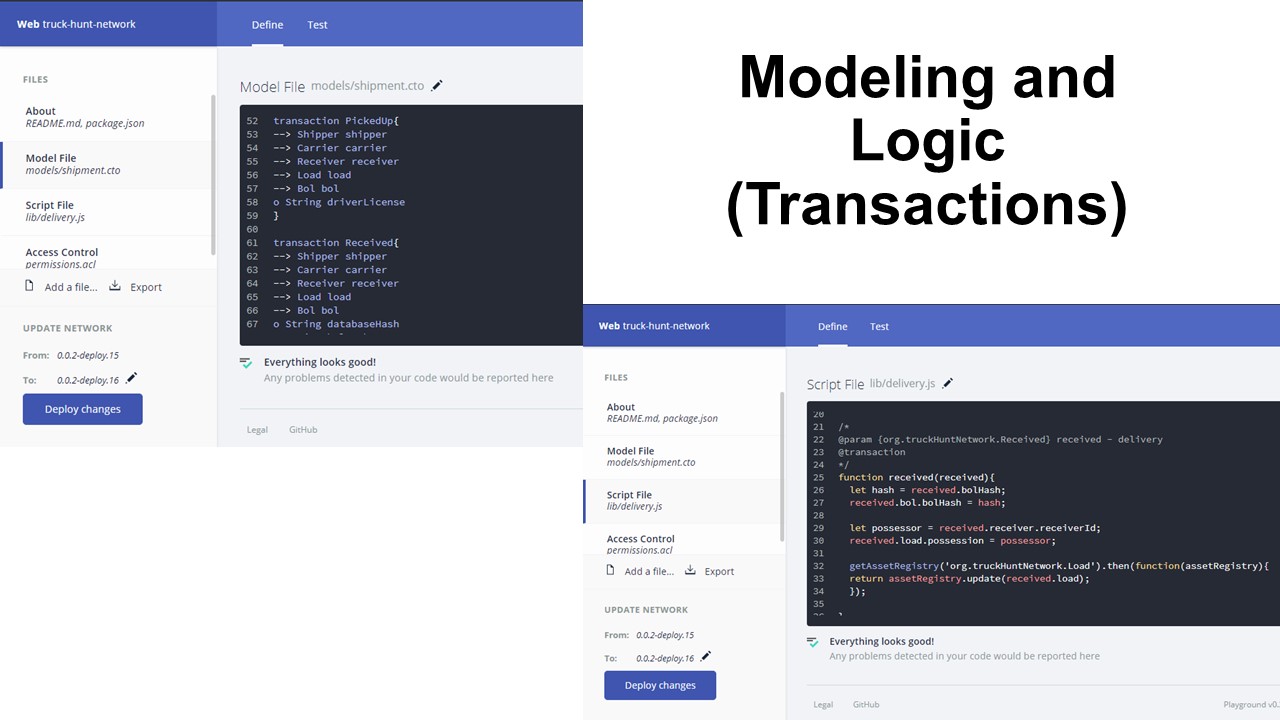 Web truck-hunt-network
Define Test
FILES
About
README.md, package.json
Model File
models/shipment.cto
Script File
lib/delivery.js
Access Control
permissions.acl
Add a file... Export
UPDATE NETWORK
From: 0.0.2-deploy.15
To: 0.0.2-deploy.16
Deploy changes
Model File models/shipment.cto
52 transaction PickedUp{
53 --> Shipper shipper
54 --> Carrier carrier
55 --> Receiver receiver
56 --> Load load
57 --> Bol bol
58 o String driverLicense
59 }
60
61 transaction Received{
62 --> Shipper shipper
63 --> Carrier carrier
64 --> Receiver receiver
65 --> Load load
66 --> Bol bol
67 o String databaseHash
Everything looks good!
Any problems detected in your code would be reported here
Legal GitHub
Modeling and
Logic
(Transactions)
Web truck-hunt-network
Define Test
FILES
About
README.md, package.json
Model File
models/shipment.cto
Script File
lib/delivery.js
Access Control
permissions.acl
Add a file... Export
UPDATE NETWORK
From: 0.0.2-deploy.15
To: 0.0.2-deploy.16
Deploy changes
Script File lib/delivery.js
20
21 /*
22 @param {org.truckHuntNetwork.Received} received - delivery
23 @transaction
24 */
25 function received(received){
26 let hash = received.bolHash;
27 received.bol.bolHash = hash;
28
29 let possessor = received.receiver.receiverId;
30 received.load.possession = possessor;
31
32 getAssetRegistry('org.truckHuntNetwork.Load').then(function(assetRegistry){
33 return assetRegistry.update(received.load);
34 });
35
Everything looks good!
Any problems detected in your code would be reported here
Legal GitHub
Playground v0.